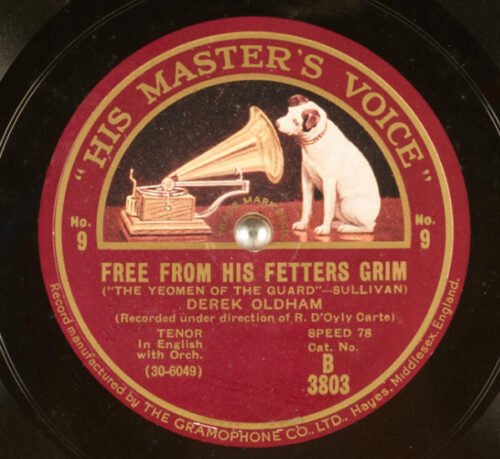 "HIS MASTER'S VOICE"
TRADE MARK
No.
9
No.
9
FREE FROM HIS FETTERS GRIM
("THE YEOMEN OF THE GUARD"—SULLIVAN)
DEREK OLDHAM
(Recorded under direction of R. D'Oyly Carte)
TENOR
In English
with Orch.
(30-6049)
SPEED 78
Cat. No.
B
3803
Record manufactured by THE GRAMOPHONE CO., LTD., Hayes, Middlesex, England.